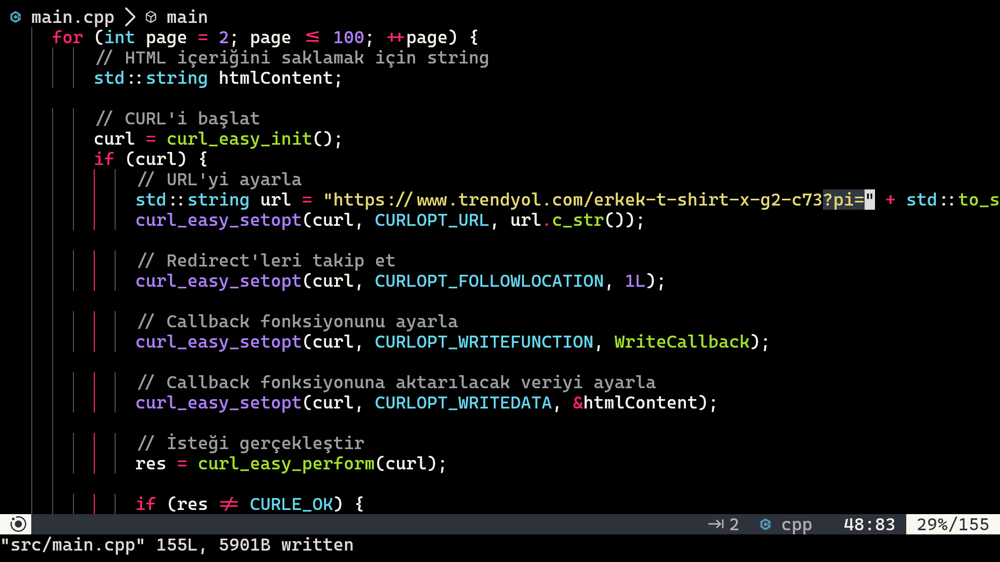 main.cpp > main
for (int page = 2; page <= 100; ++page) {
// HTML içeriğini saklamak için string
std::string htmlContent;
// CURL'i başlat
curl = curl_easy_init();
if (curl) {
// URL'yi ayarla
std::string url = "https://www.trendyol.com/erkek-t-shirt-x-g2-c73?pi=" + std::to_s
curl_easy_setopt(curl, CURLOPT_URL, url.c_str());
// Redirect'leri takip et
curl_easy_setopt(curl, CURLOPT_FOLLOWLOCATION, 1L);
// Callback fonksiyonunu ayarla
curl_easy_setopt(curl, CURLOPT_WRITEFUNCTION, WriteCallback);
// Callback fonksiyonuna aktarılacak veriyi ayarla
curl_easy_setopt(curl, CURLOPT_WRITEDATA, &htmlContent);
// İsteği gerçekleştir
res = curl_easy_perform(curl);
if (res != CURLE_OK) {
2 cpp 48:83 29%/155
"src/main.cpp" 155L, 5901B written